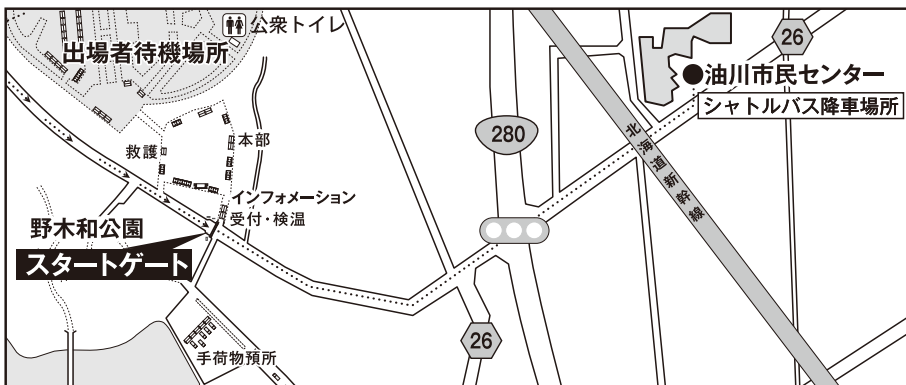 公衆トイレ
出場者待機場所
26
油川市民センター
シャトルバス降車場所
280
本部
救護
北海道新幹線
インフォメーション
受付・検温
野木和公園
スタートゲート
26
手荷物預所